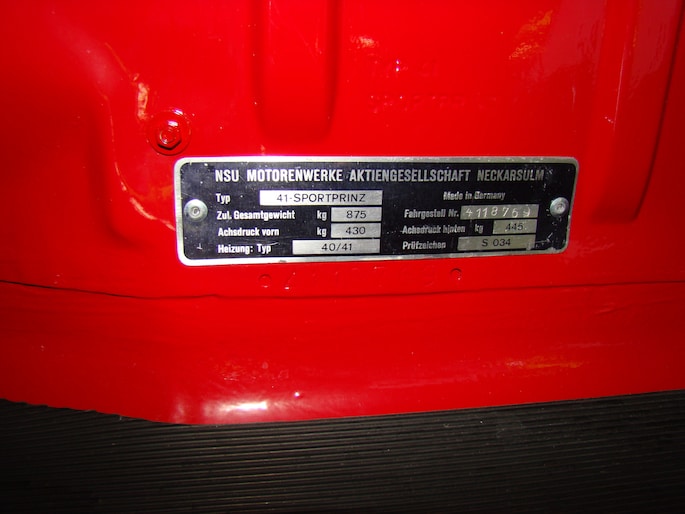 NSU MOTORENWERKE AKTIENGESELLSCHAFT NECKARSULM
Typ 41-SPORTPRINZ Made in Germany
Zul. Gesamtgewicht kg 875 Fahrgestell Nr. 4118759
Achsdruck vorn kg 430 Achsdruck hinten kg 445
Heizung: Typ 40/41 Prüfzeichen S 034